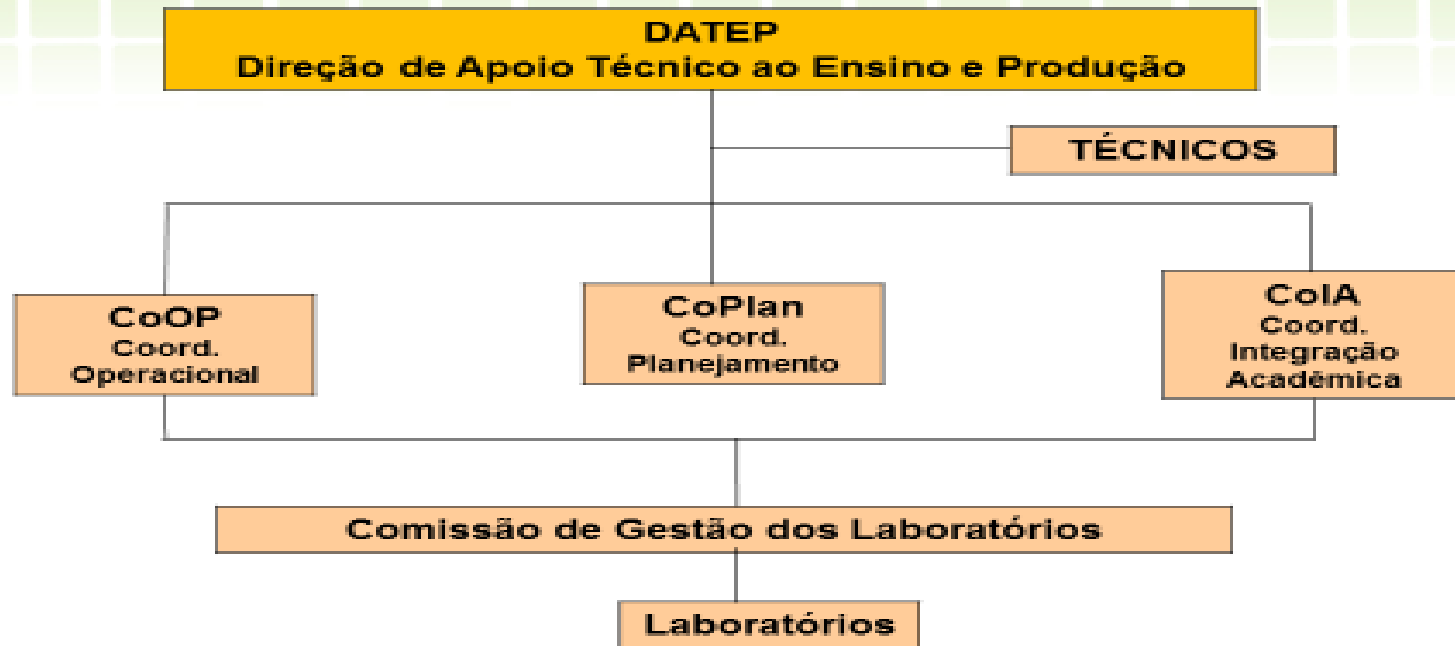 DATEP
Direção de Apoio Técnico ao Ensino e Produção
TÉCNICOS
CoOP
Coord.
Operacional
CoPlan
Coord.
Planejamento
CoIA
Coord.
Integração
Acadêmica
Comissão de Gestão dos Laboratórios
Laboratórios